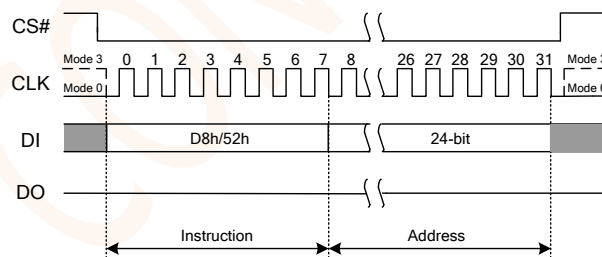 CS#
Mode 3 0 1 2 3 4 5 6 7 8 26 27 28 29 30 31 Mode 3
CLK
Mode 0 Mode 0
DI D8h/52h 24-bit
DO
Instruction Address